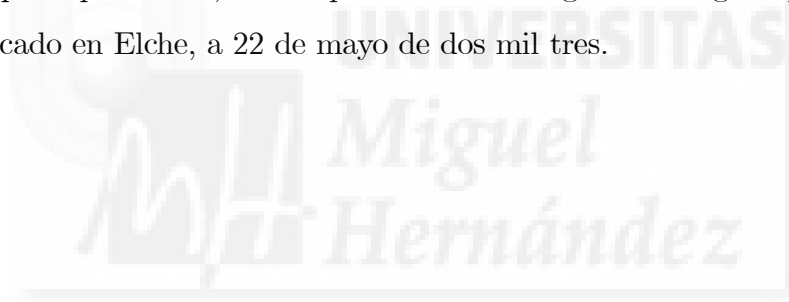 cado en Elche, a 22 de mayo de dos mil tres.
UNIVERSITAS
Miguel
Hernández